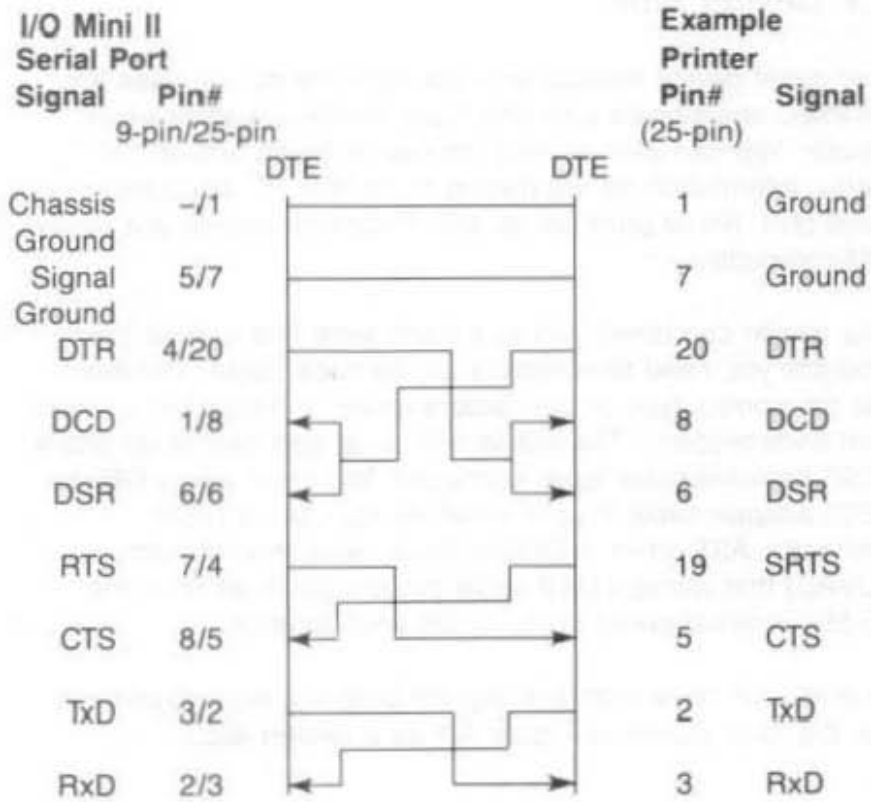 I/O Mini II Example
Serial Port Printer
Signal Pin# Pin# Signal
9-pin/25-pin (25-pin)
DTE DTE
Chassis –/1 1 Ground
Ground
Signal 5/7 7 Ground
Ground
DTR 4/20 20 DTR
DCD 1/8 8 DCD
DSR 6/6 6 DSR
RTS 7/4 19 SRTS
CTS 8/5 5 CTS
TxD 3/2 2 TxD
RxD 2/3 3 RxD